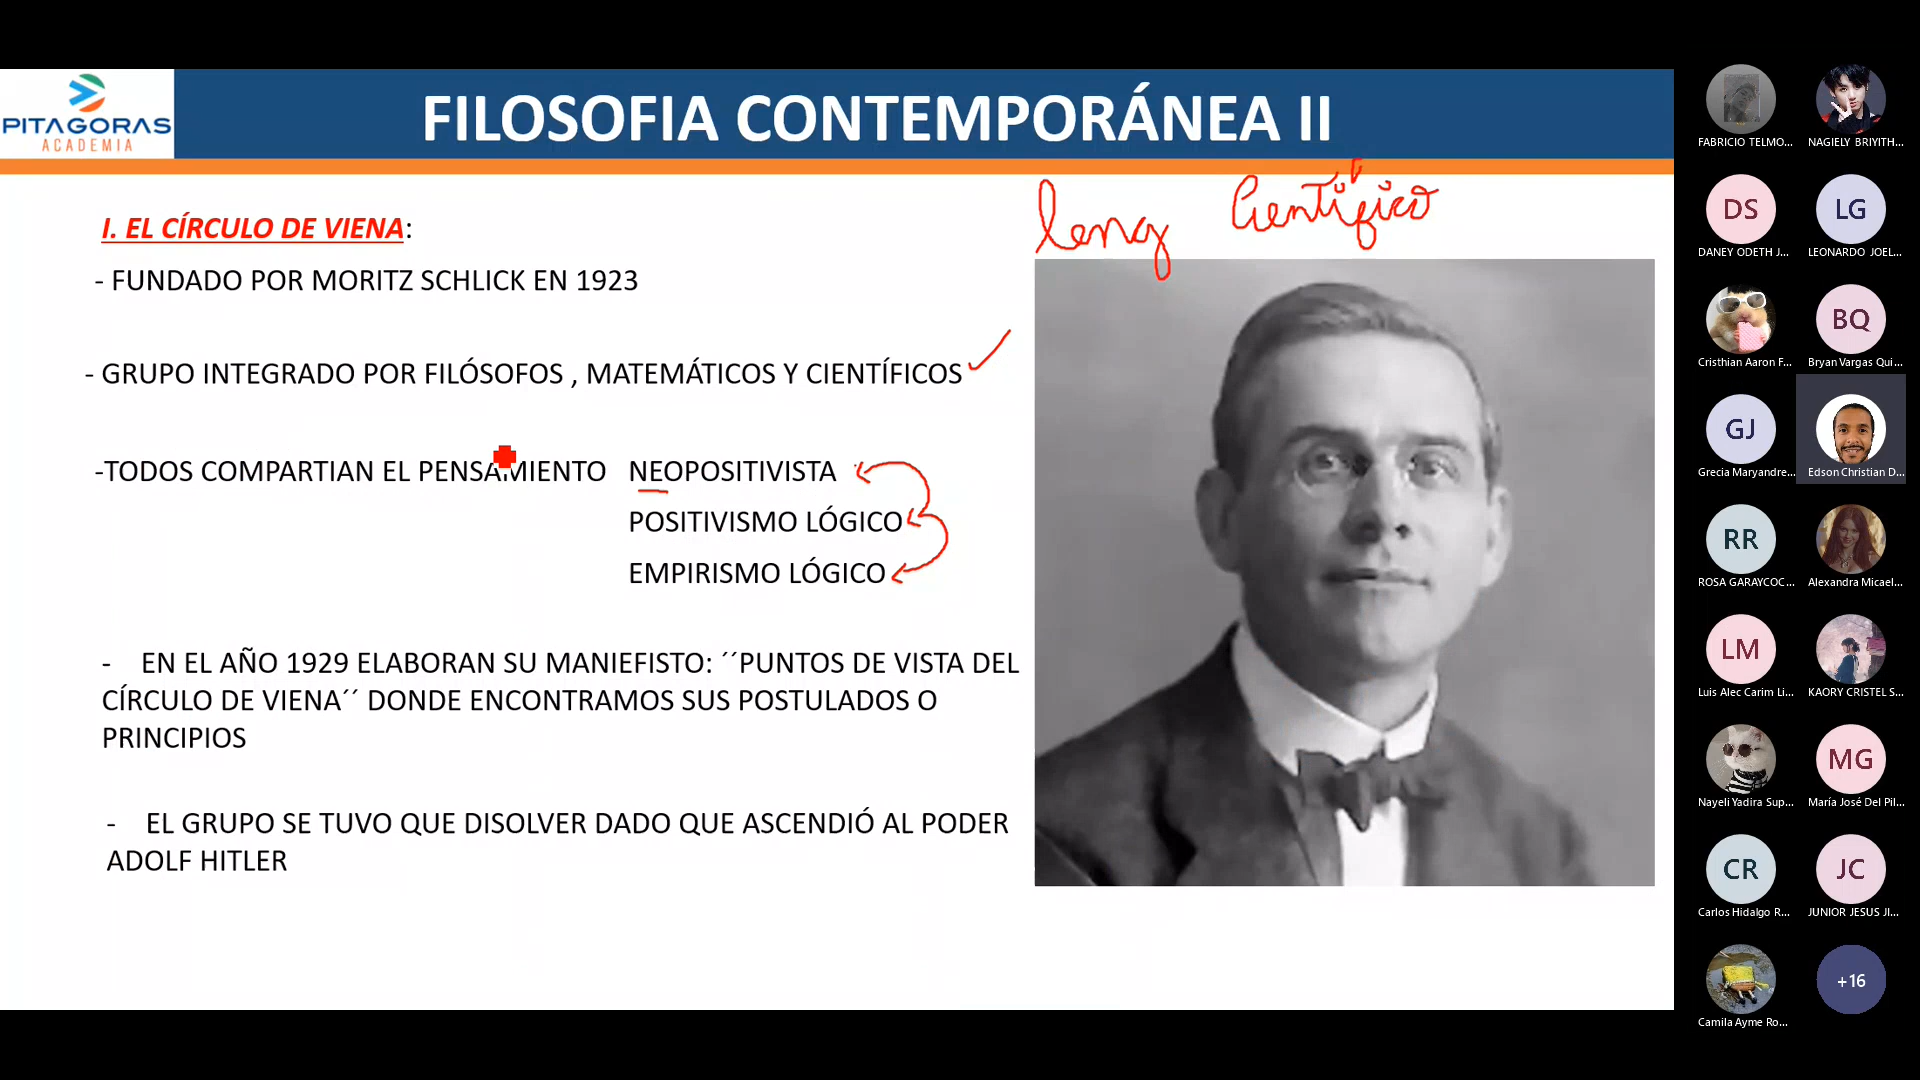 PITAGORAS
ACADEMIA
FILOSOFIA CONTEMPORÁNEA II
leng Científico
I. EL CÍRCULO DE VIENA:
- FUNDADO POR MORITZ SCHLICK EN 1923
- GRUPO INTEGRADO POR FILÓSOFOS , MATEMÁTICOS Y CIENTÍFICOS
-TODOS COMPARTIAN EL PENSAMIENTO NEOPOSITIVISTA
POSITIVISMO LÓGICO
EMPIRISMO LÓGICO
- EN EL AÑO 1929 ELABORAN SU MANIEFISTO: ´´PUNTOS DE VISTA DEL
CÍRCULO DE VIENA´´ DONDE ENCONTRAMOS SUS POSTULADOS O
PRINCIPIOS
- EL GRUPO SE TUVO QUE DISOLVER DADO QUE ASCENDIÓ AL PODER
ADOLF HITLER
FABRICIO TELMO... NAGIELY BRIYITH...
DS LG
DANEY ODETH J... LEONARDO JOEL...
BQ
Cristhian Aaron F... Bryan Vargas Qui...
GJ
Grecia Maryandre... Edson Christian D...
RR
ROSA GARAYCOC... Alexandra Micael...
LM
Luis Alec Carim Li... KAORY CRISTEL S...
MG
Nayeli Yadira Sup... María José Del Pil...
CR JC
Carlos Hidalgo R... JUNIOR JESUS JI...
+16
Camila Ayme Ro...